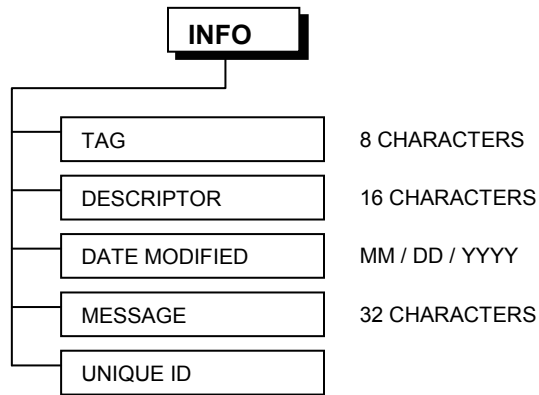 INFO
TAG 8 CHARACTERS
DESCRIPTOR 16 CHARACTERS
DATE MODIFIED MM / DD / YYYY
MESSAGE 32 CHARACTERS
UNIQUE ID